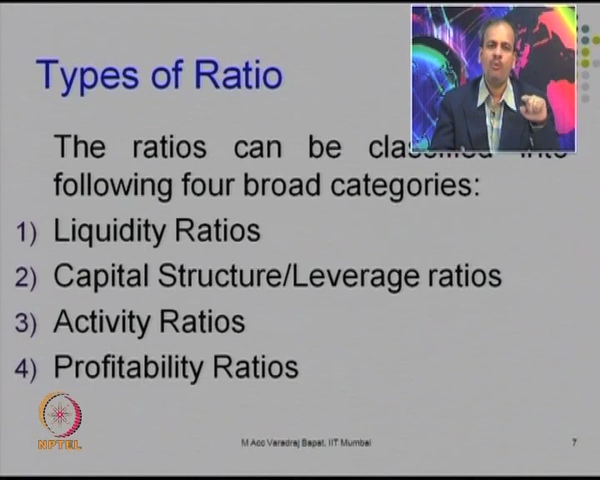 Types of Ratio
The ratios can be classified into
following four broad categories:
1) Liquidity Ratios
2) Capital Structure/Leverage ratios
3) Activity Ratios
4) Profitability Ratios
NPTEL
M Acc Varadraj Bapat, IIT Mumbai
7